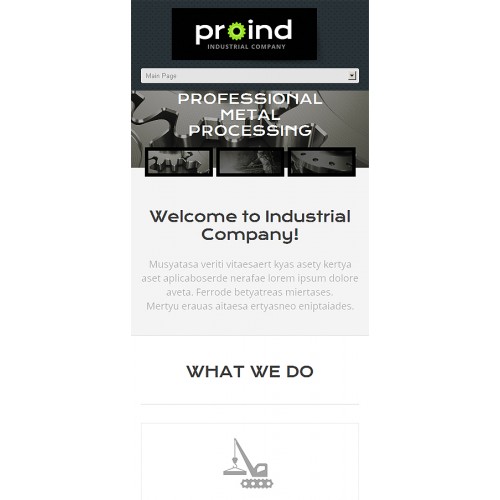 proind
INDUSTRIAL COMPANY
Main Page
PROFESSIONAL
METAL
PROCESSING
Welcome to Industrial
Company!
Musyatasa veriti vitaesaert kyas asety kertya
aset aplicaboserde nerafae lorem ipsum dolore
aveta. Ferrode betyatreas miertases.
Mertyu erauas aitaesa ertyasneo eniptaiades.
WHAT WE DO